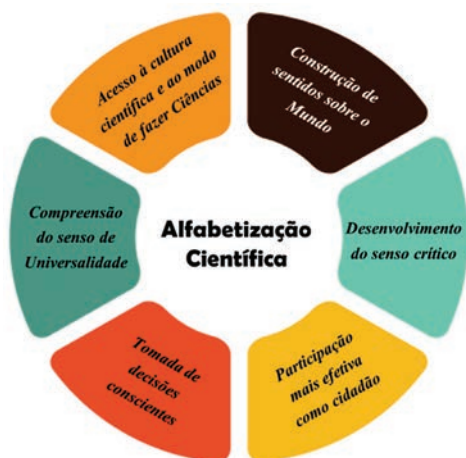 Acesso à cultura
científica e ao modo
de fazer Ciências
Construção de
sentidos sobre o
Mundo
Compreensão
do senso de
Universalidade
Alfabetização
Científica
Desenvolvimento
do senso crítico
Tomada de
decisões
conscientes
Participação
mais efetiva
como cidadão